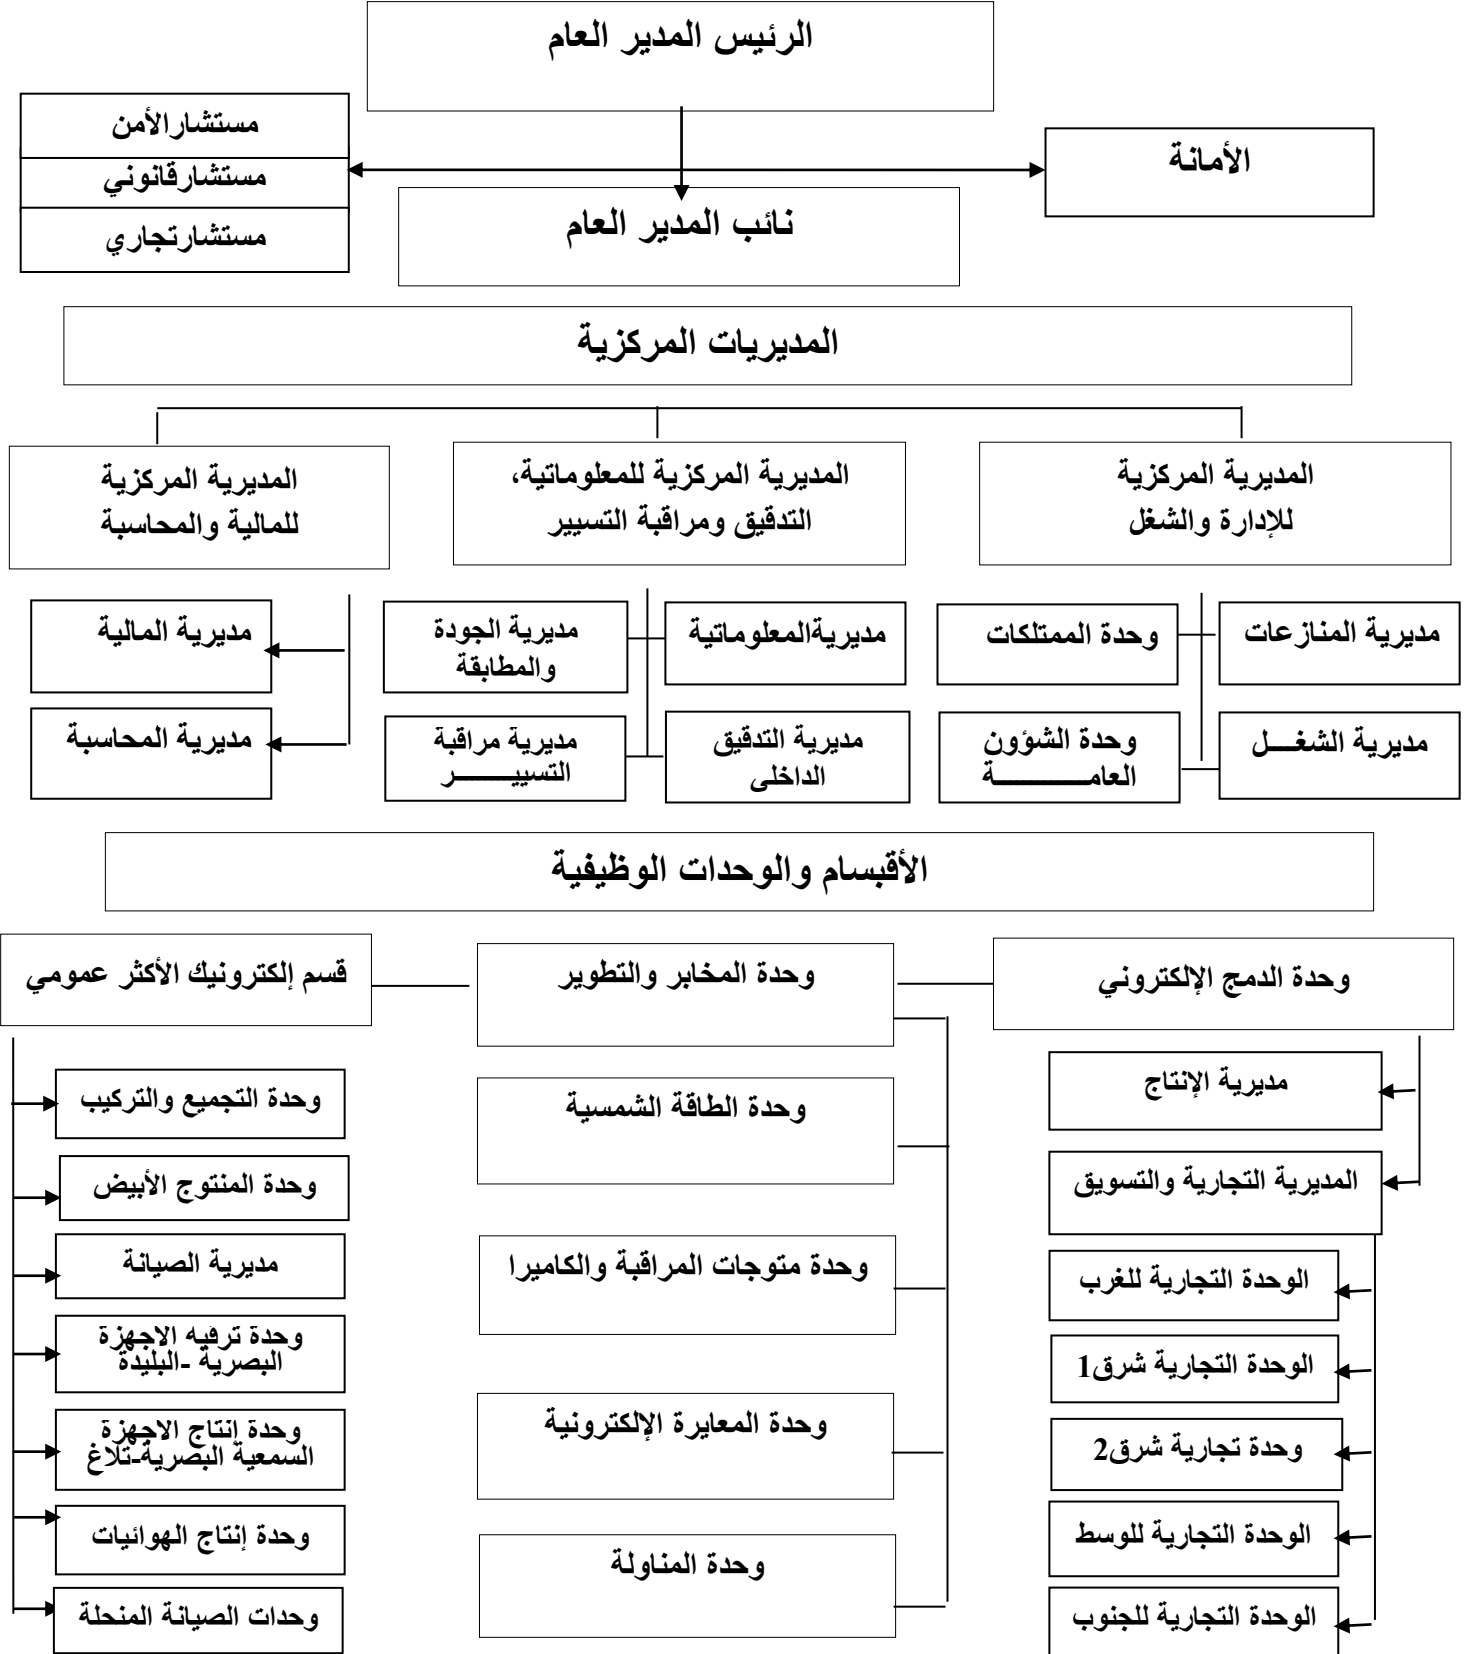 الرئيس المدير العام
الأمانة
مستشارالأمن
مستشارقانوني
مستشارتجاري
نائب المدير العام
المديريات المركزية
المديرية المركزية
للإدارة والشغل
المديرية المركزية للمعلوماتية،
التدقيق ومراقبة التسيير
المديرية المركزية
للمالية والمحاسبة
مديرية المنازعات
وحدة الممتلكات
مديرية الشغـــل
وحدة الشؤون
العامــــــــــــة
مديريةالمعلوماتية
مديرية الجودة
والمطابقة
مديرية التدقيق
الداخلى
مديرية مراقبة
التسييــــــــر
مديرية المالية
مديرية المحاسبة
الأقبسام والوحدات الوظيفية
وحدة الدمج الإلكتروني
مديرية الإنتاج
المديرية التجارية والتسويق
الوحدة التجارية للغرب
الوحدة التجارية شرق1
وحدة تجارية شرق2
الوحدة التجارية للوسط
الوحدة التجارية للجنوب
وحدة المخابر والتطوير
وحدة الطاقة الشمسية
وحدة متوجات المراقبة والكاميرا
وحدة المعايرة الإلكترونية
وحدة المناولة
قسم إلكترونيك الأكثر عمومي
وحدة التجميع والتركيب
وحدة المنتوج الأبيض
مديرية الصيانة
وحدة ترفيه الاجهزة
البصرية -البليدة
وحدة إنتاج الاجهزة
السمعية البصرية-تلاغ
وحدة إنتاج الهوائيات
وحدات الصيانة المنحلة